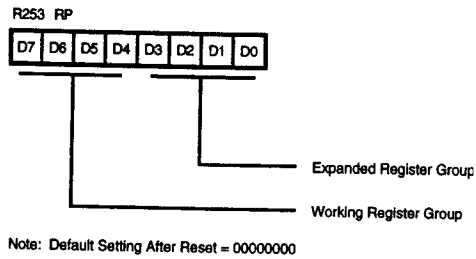 R253 RP
D7 D6 D5 D4 D3 D2 D1 D0
Expanded Register Group
Working Register Group
Note: Default Setting After Reset = 00000000